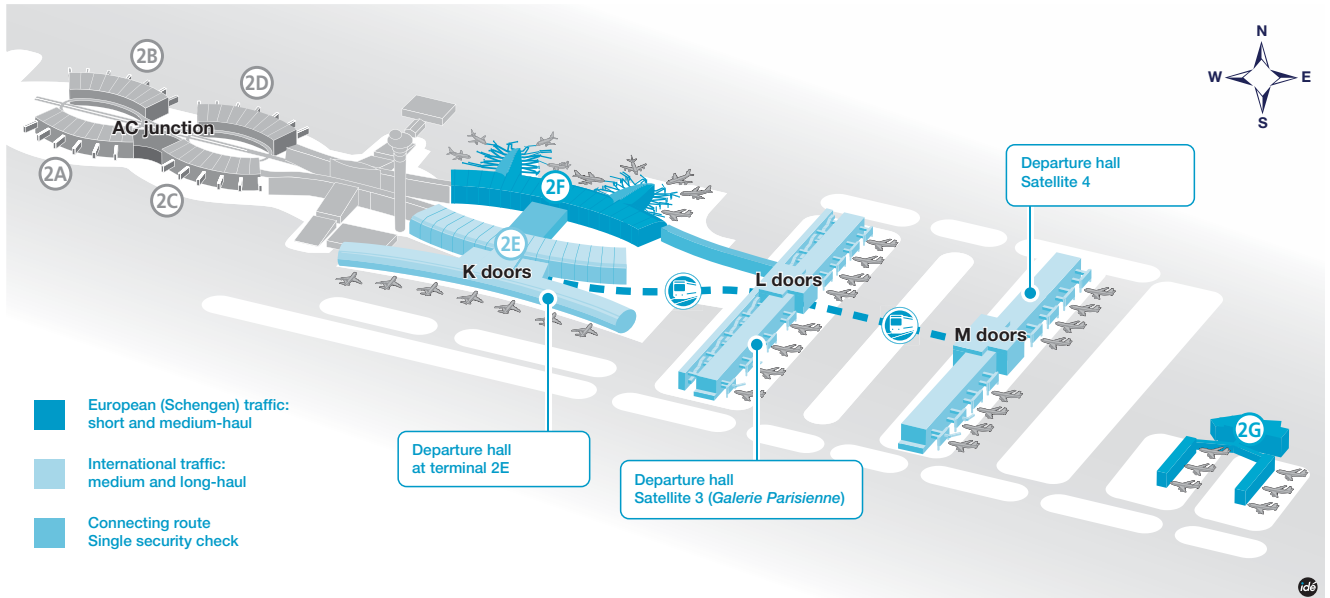 N
W E
S
2B
2D
AC junction
2A
2C
2F
2E
K doors
L doors
M doors
2G
Departure hall
Satellite 4
Departure hall
at terminal 2E
Departure hall
Satellite 3 (Galerie Parisienne)
European (Schengen) traffic:
short and medium-haul
International traffic:
medium and long-haul
Connecting route
Single security check
idé